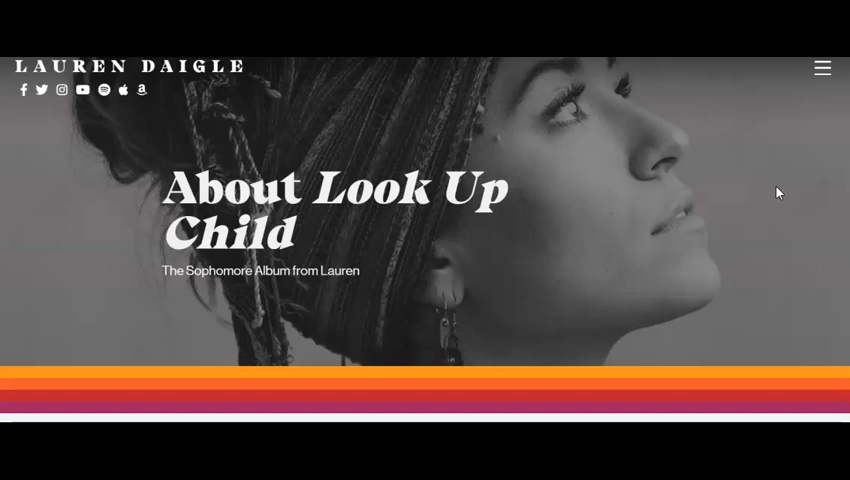 LAUREN DAIGLE
About Look Up
Child
The Sophomore Album from Lauren